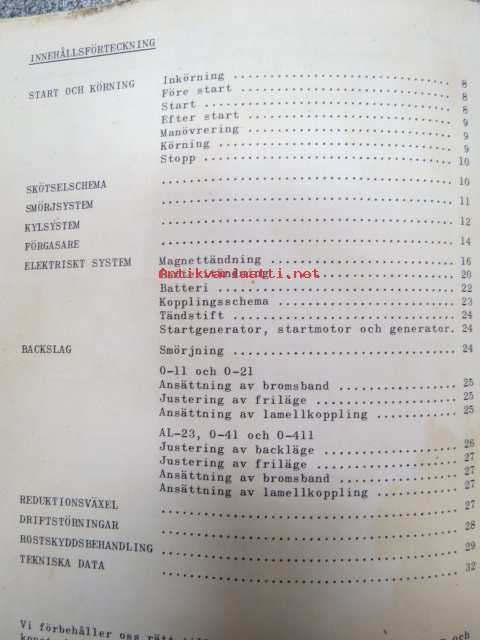 INNEHÅLLSFÖRTECKNING
START OCH KÖRNING Inkörning 8
Före start 8
Start 8
Efter start 9
Manövrering 9
Körning 9
Stopp 10
SKÖTSELSCHEMA 10
SMÖRJSYSTEM 11
KYLSYSTEM 12
FÖRGASARE 14
ELEKTRISKT SYSTEM Magnettändning 16
Antikvariaatti.net 20
Batteri 22
Kopplingsschema 23
Tändstift 24
Startgenerator, startmotor och generator. 24
BACKSLAG Smörjning 24
0-11 och 0-21
Ansättning av bromsband 25
Justering av friläge 25
Ansättning av lamellkoppling 25
AL-23, 0-41 och 0-411
Justering av backläge 26
Justering av friläge 27
Ansättning av bromsband 27
Ansättning av lamellkoppling 27
REDUKTIONSVÄXEL 27
DRIFTSTÖRNINGAR 28
ROSTSKYDDSBEHANDLING 29
TEKNISKA DATA 32
Vi förbehåller oss rätt